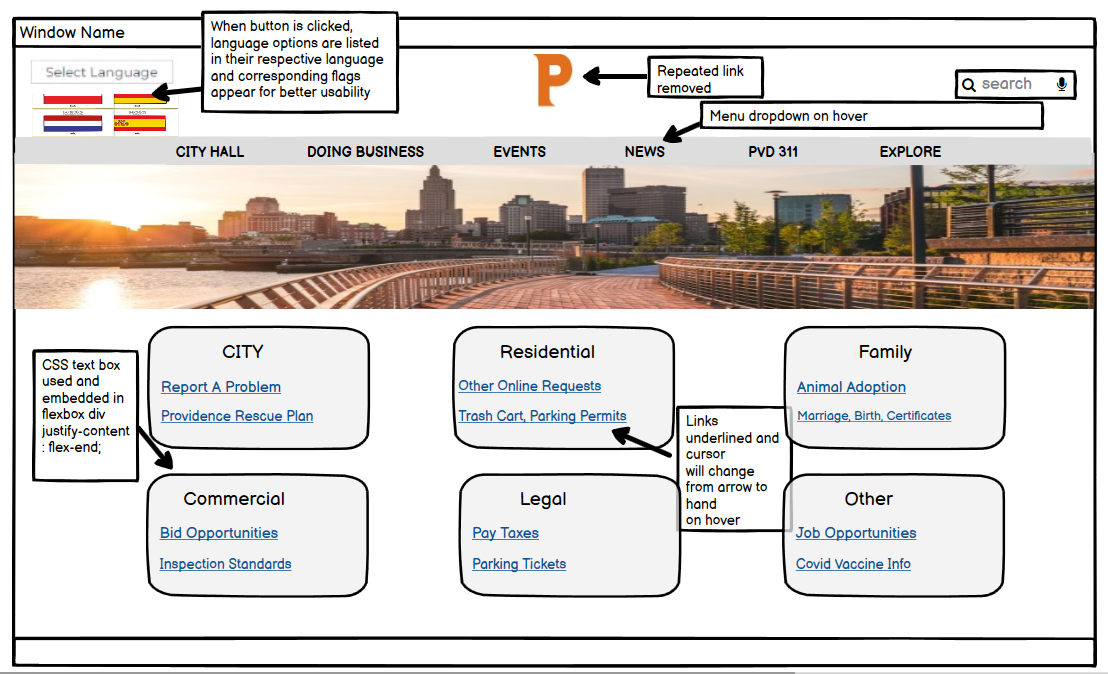 Window Name
When button is clicked,
language options are listed
in their respective language
and corresponding flags
appear for better usability
Select Language
P
Repeated link
removed
search
Menu dropdown on hover
CITY HALL
DOING BUSINESS
EVENTS
NEWS
PVD 311
EXPLORE
CSS text box
used and
embedded in
flexbox div
justify-content
: flex-end;
CITY
Report A Problem
Providence Rescue Plan
Residential
Other Online Requests
Trash Cart, Parking Permits
Links
underlined and
cursor
will change
from arrow to
hand
on hover
Family
Animal Adoption
Marriage, Birth, Certificates
Commercial
Bid Opportunities
Inspection Standards
Legal
Pay Taxes
Parking Tickets
Other
Job Opportunities
Covid Vaccine Info